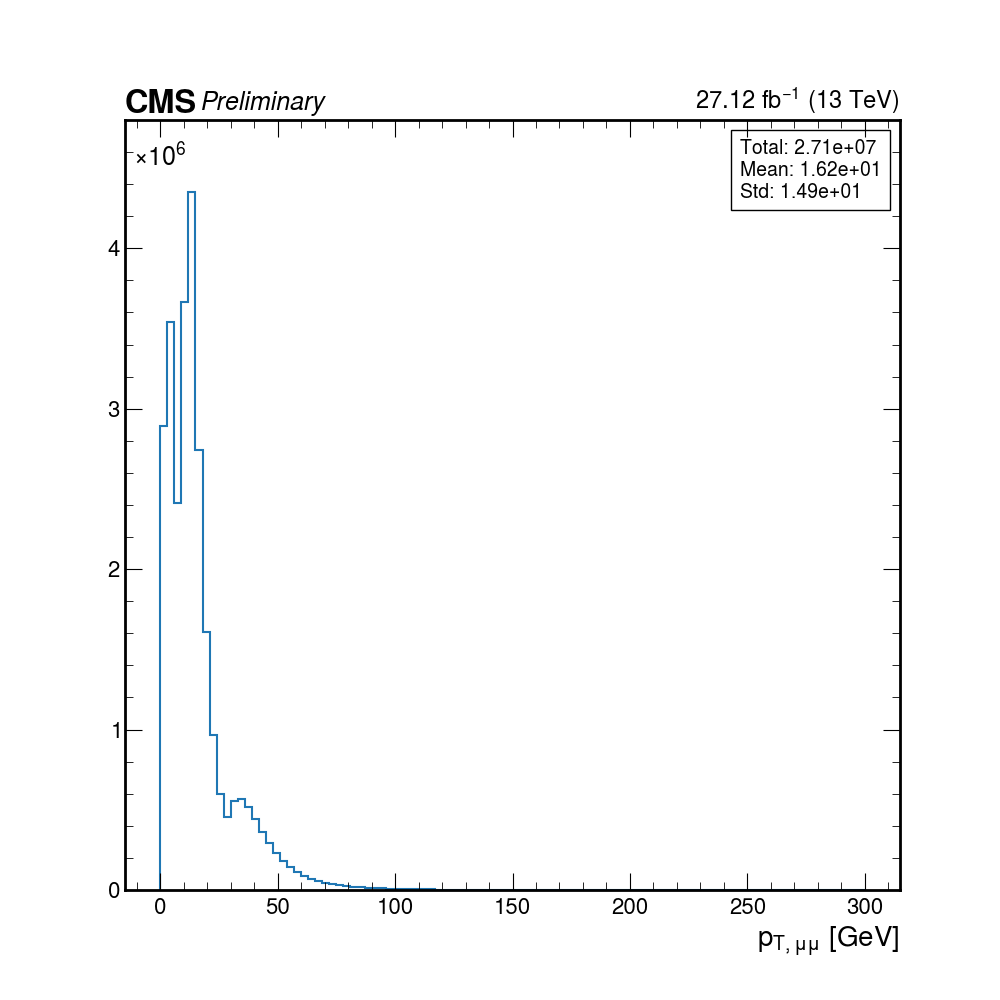 CMS Preliminary 27.12 fb⁻¹ (13 TeV)
×10⁶
Total: 2.71e+07
Mean: 1.62e+01
Std: 1.49e+01
4
3
2
1
0
0 50 100 150 200 250 300
p_T, μμ [GeV]